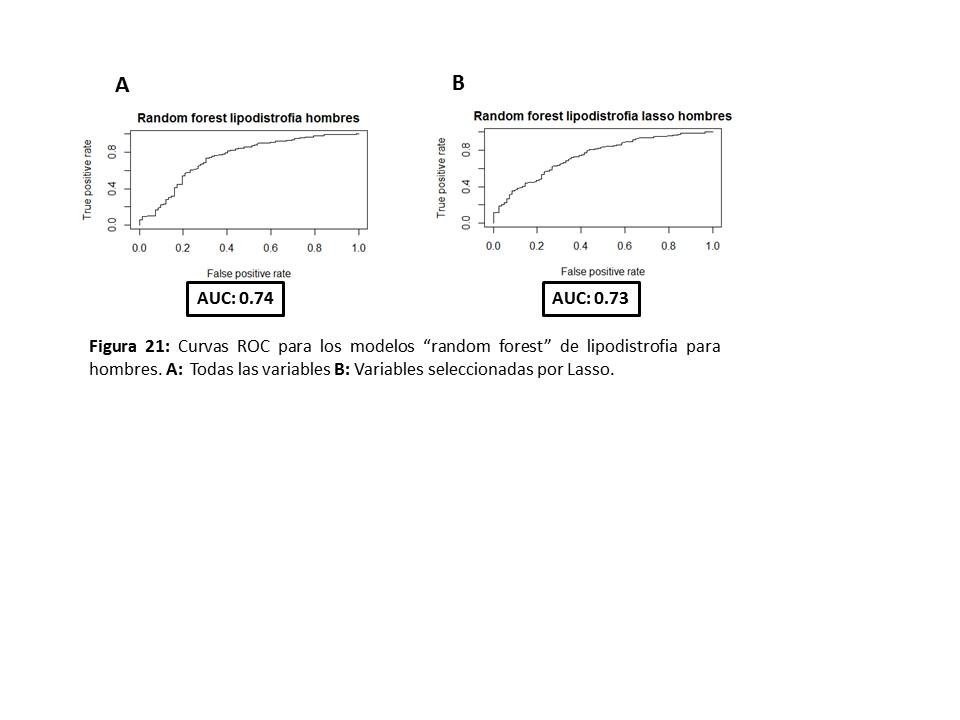 A
Random forest lipodistrofia hombres
True positive rate
0.0 0.4 0.8
0.0 0.2 0.4 0.6 0.8 1.0
False positive rate
AUC: 0.74
B
Random forest lipodistrofia lasso hombres
True positive rate
0.0 0.4 0.8
0.0 0.2 0.4 0.6 0.8 1.0
False positive rate
AUC: 0.73
Figura 21: Curvas ROC para los modelos “random forest” de lipodistrofia para
hombres. A: Todas las variables B: Variables seleccionadas por Lasso.